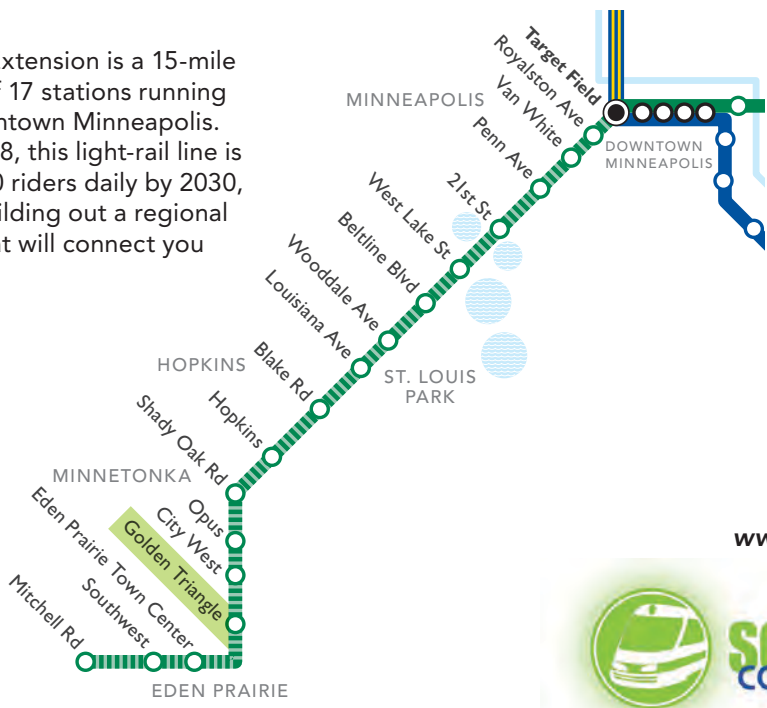 Extension is a 15-mile
17 stations running
ntown Minneapolis.
8, this light-rail line is
0 riders daily by 2030,
ilding out a regional
t will connect you
Target Field
Royalston Ave
Van White
MINNEAPOLIS
Penn Ave
DOWNTOWN
MINNEAPOLIS
21st St
West Lake St
Beltline Blvd
Wooddale Ave
Louisiana Ave
HOPKINS
Blake Rd
ST. LOUIS
PARK
Hopkins
Shady Oak Rd
MINNETONKA
Opus
City West
Golden Triangle
Eden Prairie Town Center
Southwest
Mitchell Rd
EDEN PRAIRIE
ww
SO
CO